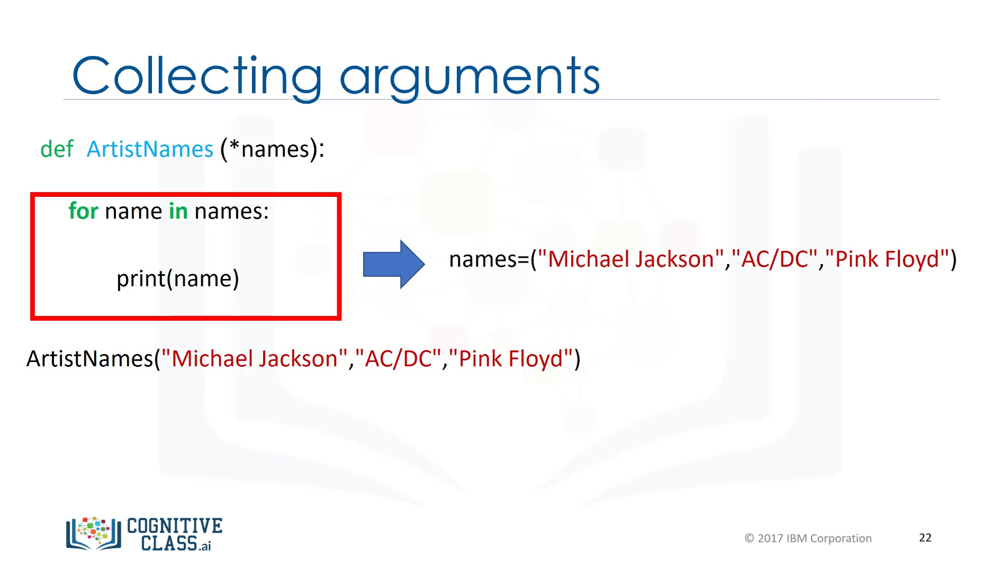 Collecting arguments
def ArtistNames (*names):
for name in names:
print(name)
names=("Michael Jackson","AC/DC","Pink Floyd")
ArtistNames("Michael Jackson","AC/DC","Pink Floyd")
COGNITIVE
CLASS.ai
© 2017 IBM Corporation 22